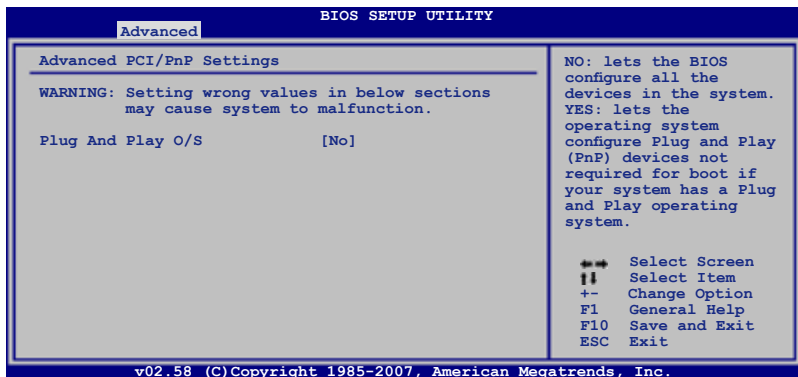 BIOS SETUP UTILITY
Advanced
Advanced PCI/PnP Settings
WARNING: Setting wrong values in below sections
may cause system to malfunction.
Plug And Play O/S [No]
NO: lets the BIOS
configure all the
devices in the system.
YES: lets the
operating system
configure Plug and Play
(PnP) devices not
required for boot if
your system has a Plug
and Play operating
system.
←→ Select Screen
↑↓ Select Item
+- Change Option
F1 General Help
F10 Save and Exit
ESC Exit
v02.58 (C)Copyright 1985-2007, American Megatrends, Inc.